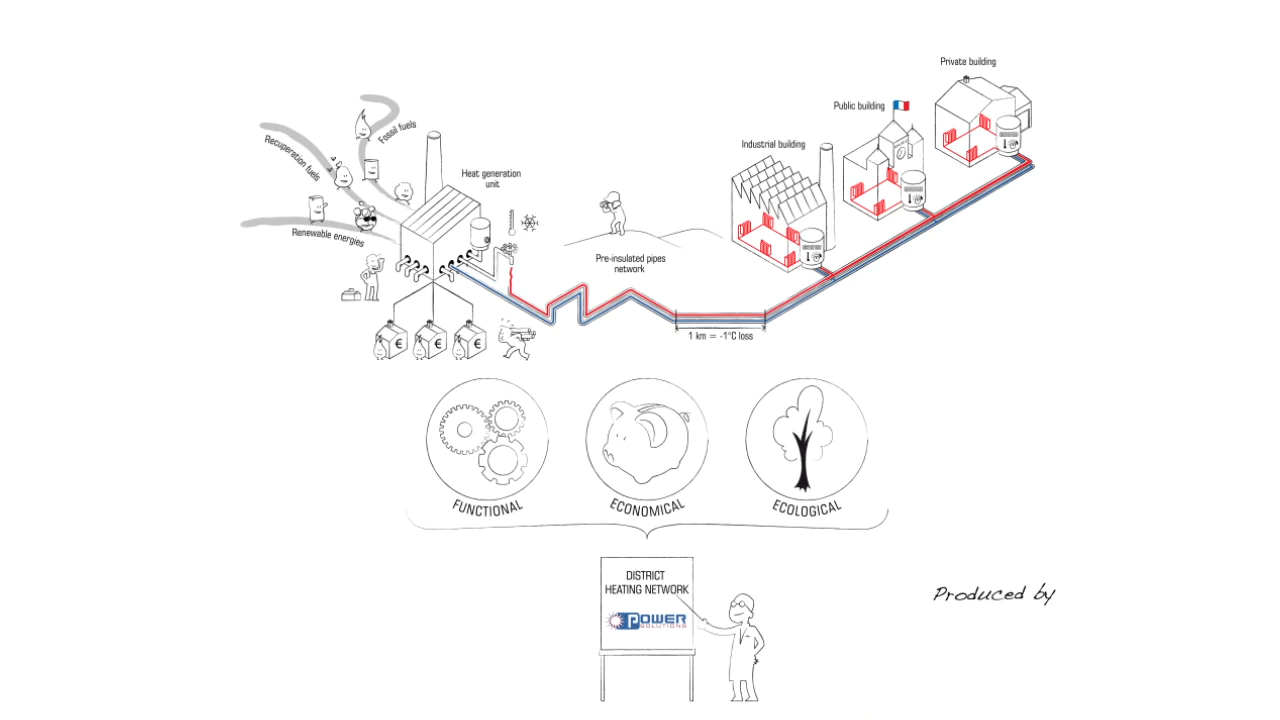 Private building
Public building
Fossil fuels
Recuperation fuels
Industrial building
Heat generation
unit
Renewable energies
Pre-insulated pipes
network
1 km = -1°C loss
€ € €
FUNCTIONAL
ECONOMICAL
ECOLOGICAL
DISTRICT
HEATING NETWORK
POWER
SOLUTIONS
Produced by